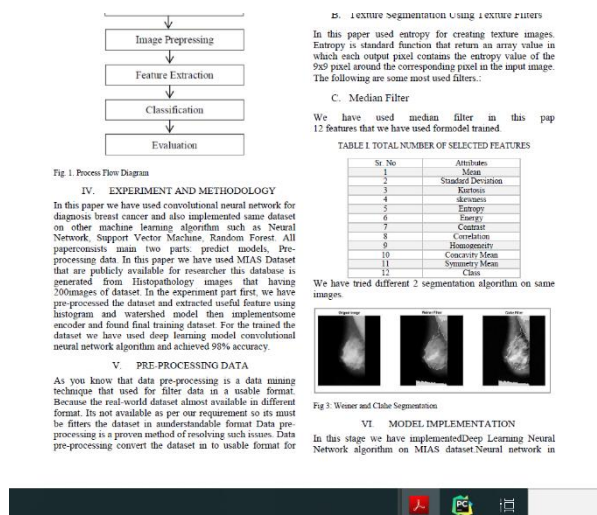 Image Prepressing
Feature Extraction
Classification
Evaluation
Fig. 1. Process Flow Diagram
IV. EXPERIMENT AND METHODOLOGY
In this paper we have used convolutional neural network for
diagnosis breast cancer and also implemented same dataset
on other machine learning algorithm such as Neural
Network, Support Vector Machine, Random Forest. All
paperconsists main two parts: predict models, Pre-
processing data. In this paper we have used MIAS Dataset
that are publicly available for researcher this database is
generated from Histopathology images that having
200images of dataset. In the experiment part first, we have
pre-processed the dataset and extracted useful feature using
histogram and watershed model then implementsome
encoder and found final training dataset. For the trained the
dataset we have used deep learning model convolutional
neural network algorithm and achieved 98% accuracy.
V. PRE-PROCESSING DATA
As you know that data pre-processing is a data mining
technique that used for filter data in a usable format.
Because the real-world dataset almost available in different
format. Its not available as per our requirement so its must
be fitters the dataset in aunderstandable format Data pre-
processing is a proven method of resolving such issues. Data
pre-processing convert the dataset in to usable format for
B. Texture Segmentation Using Texture Filters
In this paper used entropy for creating texture images.
Entropy is standard function that return an array value in
which each output pixel contains the entropy value of the
9x9 pixel around the corresponding pixel in the input image.
The following are some most used filters.:
C. Median Filter
We have used median filter in this pap
12 features that we have used formodel trained.
TABLE I. TOTAL NUMBER OF SELECTED FEATURES
Sr. No Attributes
1 Mean
2 Standard Deviation
3 Kurtosis
4 skewness
5 Entropy
6 Energy
7 Contrast
8 Correlation
9 Homogeneity
10 Concavity Mean
11 Symmetry Mean
12 Class
We have tried different 2 segmentation algorithm on same
images.
Original Image Weiner Filter Clahe Filter
Fig 3: Weiner and Clahe Segmentation
VI. MODEL IMPLEMENTATION
In this stage we have implementedDeep Learning Neural
Network algorithm on MIAS dataset.Neural network in
PC